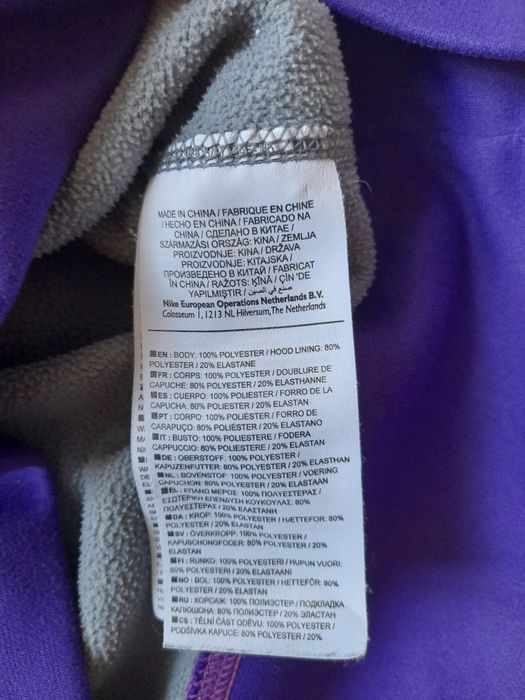 MADE IN CHINA / FABRIQUE EN CHINE
/ HECHO EN CHINA / FABRICADO NA
CHINA / СДЕЛАНО В КИТАЕ /
SZÁRMAZÁSI ORSZÁG: KINA / ZEMLJA
PROIZVODNJE: KINA / DRŽAVA
PROIZVODNJE: KITAJSKA /
ПРОИЗВЕДЕНО В КИТАЙ / FABRICAT
ÎN CHINA / RAŽOTS: ĶĪNĀ / ÇİN 'DE
YAPILMIŞTIR / صنع في الصين
Nike European Operations Netherlands B.V.
Colosseum 1, 1213 NL Hilversum, The Netherlands
EN : BODY: 100% POLYESTER / HOOD LINING: 80%
POLYESTER / 20% ELASTANE
FR : CORPS: 100% POLYESTER / DOUBLURE DE
CAPUCHE: 80% POLYESTER / 20% ELASTHANNE
ES : CUERPO: 100% POLIESTER / FORRO DE LA
CAPUCHA: 80% POLIESTER / 20% ELASTAN
PT : CORPO: 100% POLIÉSTER / FORRO DE
CARAPUÇO: 80% POLIÉSTER / 20% ELASTANO
IT : BUSTO: 100% POLIESTERE / FODERA
CAPPUCCIO: 80% POLIESTERE / 20% ELASTAN
DE : OBERSTOFF: 100% POLYESTER /
KAPUZENFUTTER: 80% POLYESTER / 20% ELASTHAN
NL : BOVENSTOF: 100% POLYESTER / VOERING
CAPUCHON: 80% POLYESTER / 20% ELASTAAN
EL : ΕΠΑΝΩ ΜΕΡΟΣ: 100% ΠΟΛΥΕΣΤΕΡΑΣ /
ΕΣΩΤΕΡΙΚΗ ΕΠΕΝΔΥΣΗ ΚΟΥΚΟΥΛΑΣ: 80%
ΠΟΛΥΕΣΤΕΡΑΣ / 20% ΕΛΑΣΤΑΝΗ
DA : KROP: 100% POLYESTER / HÆTTEFOR: 80%
POLYESTER / 20% ELASTAN
SV : ÖVERKROPP: 100% POLYESTER /
KAPUSCHONGFODER: 80% POLYESTER / 20%
ELASTAN
FI : RUNKO: 100% POLYESTERI / HUPUN VUORI:
80% POLYESTERI / 20% ELASTAANI
NO : BOL: 100% POLYESTER / HETTEFÔR: 80%
POLYESTER / 20% ELASTAN
RU : КОРСАЖ: 100% ПОЛИЭСТЕР / ПОДКЛАДКА
КАПЮШОНА: 80% ПОЛИЭСТЕР / 20% ЭЛАСТАН
CS : TĚLNÍ ČÁST ODĚVU: 100% POLYESTER /
PODŠÍVKA KAPUCE: 80% POLYESTER / 20%